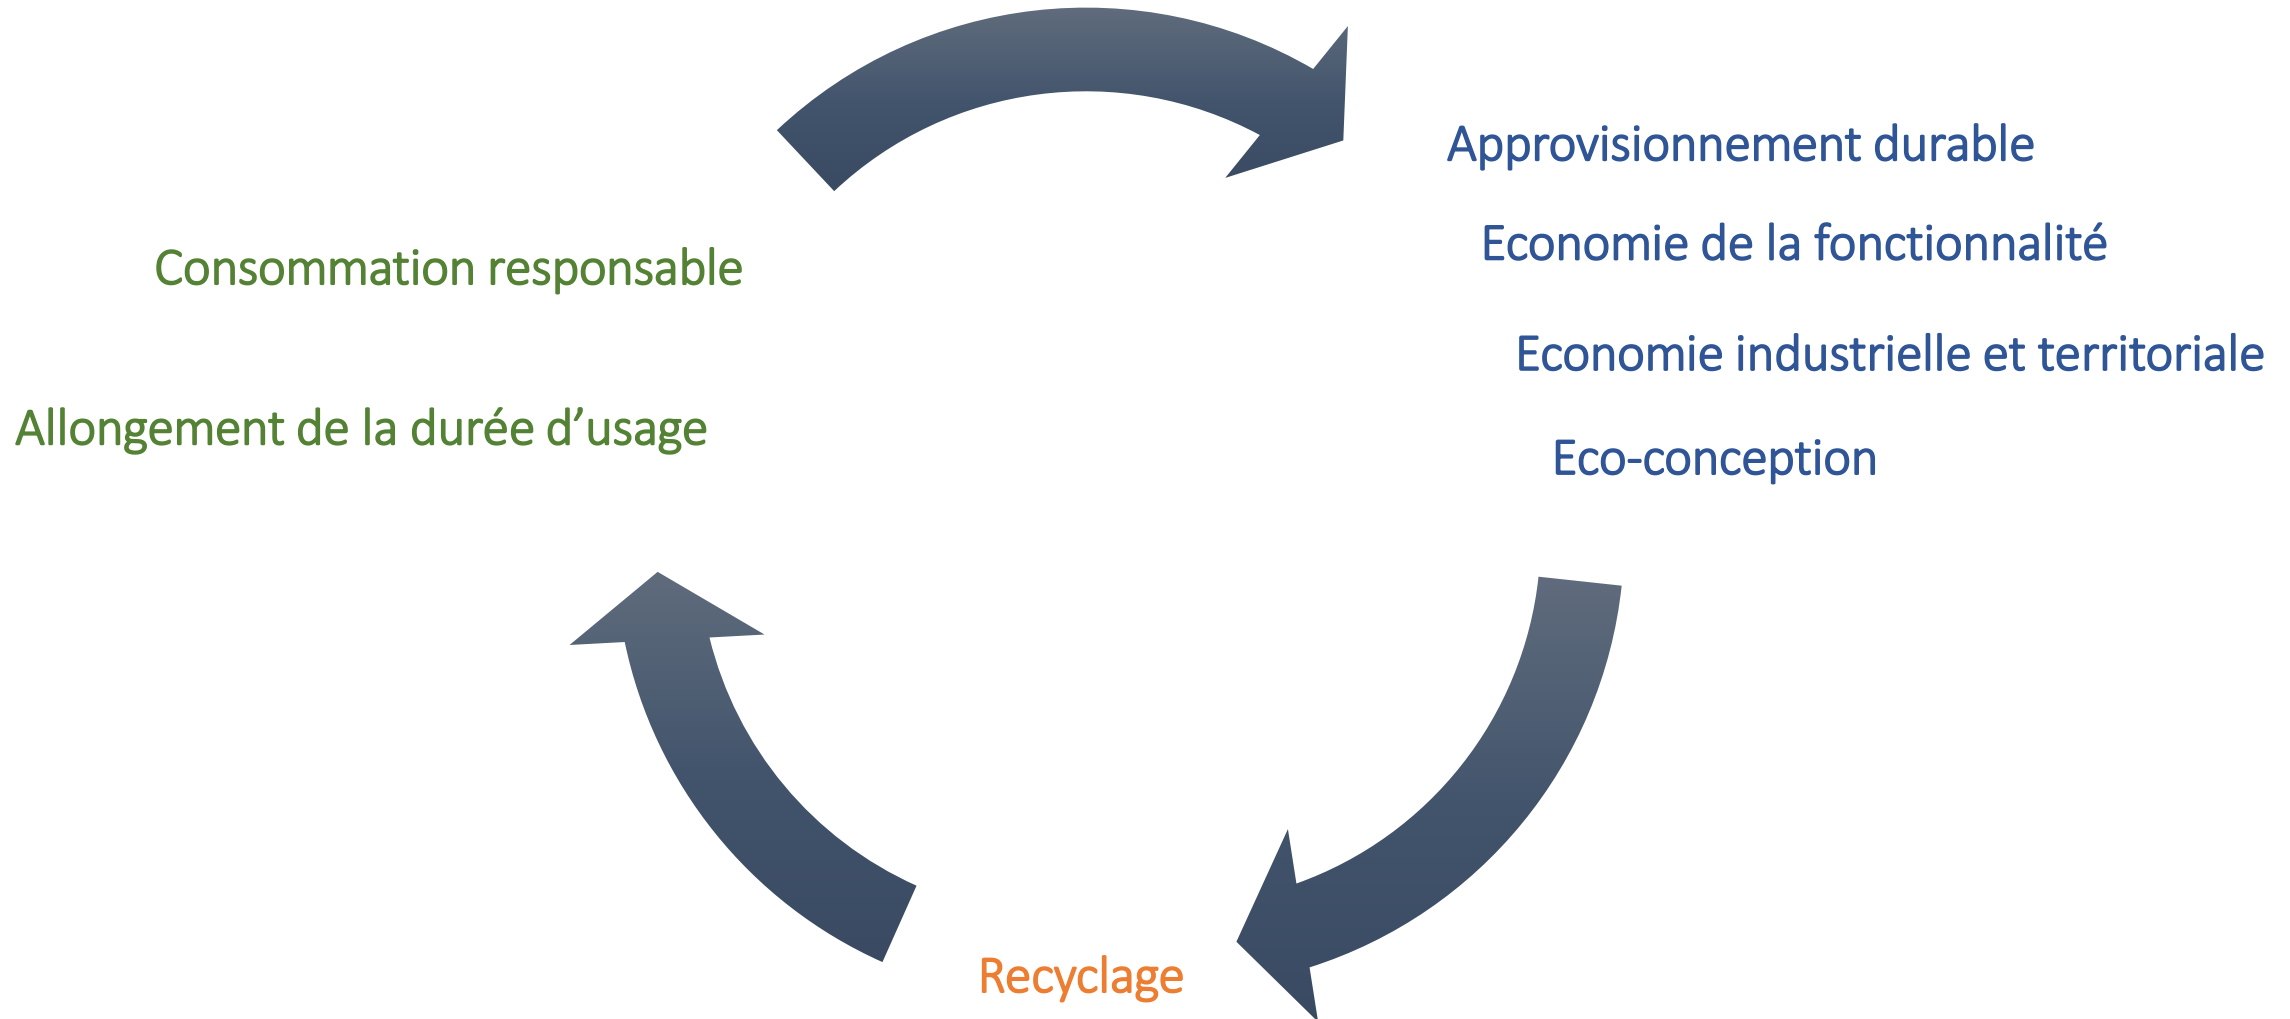 Approvisionnement durable
Economie de la fonctionnalité
Economie industrielle et territoriale
Eco-conception
Recyclage
Consommation responsable
Allongement de la durée d’usage